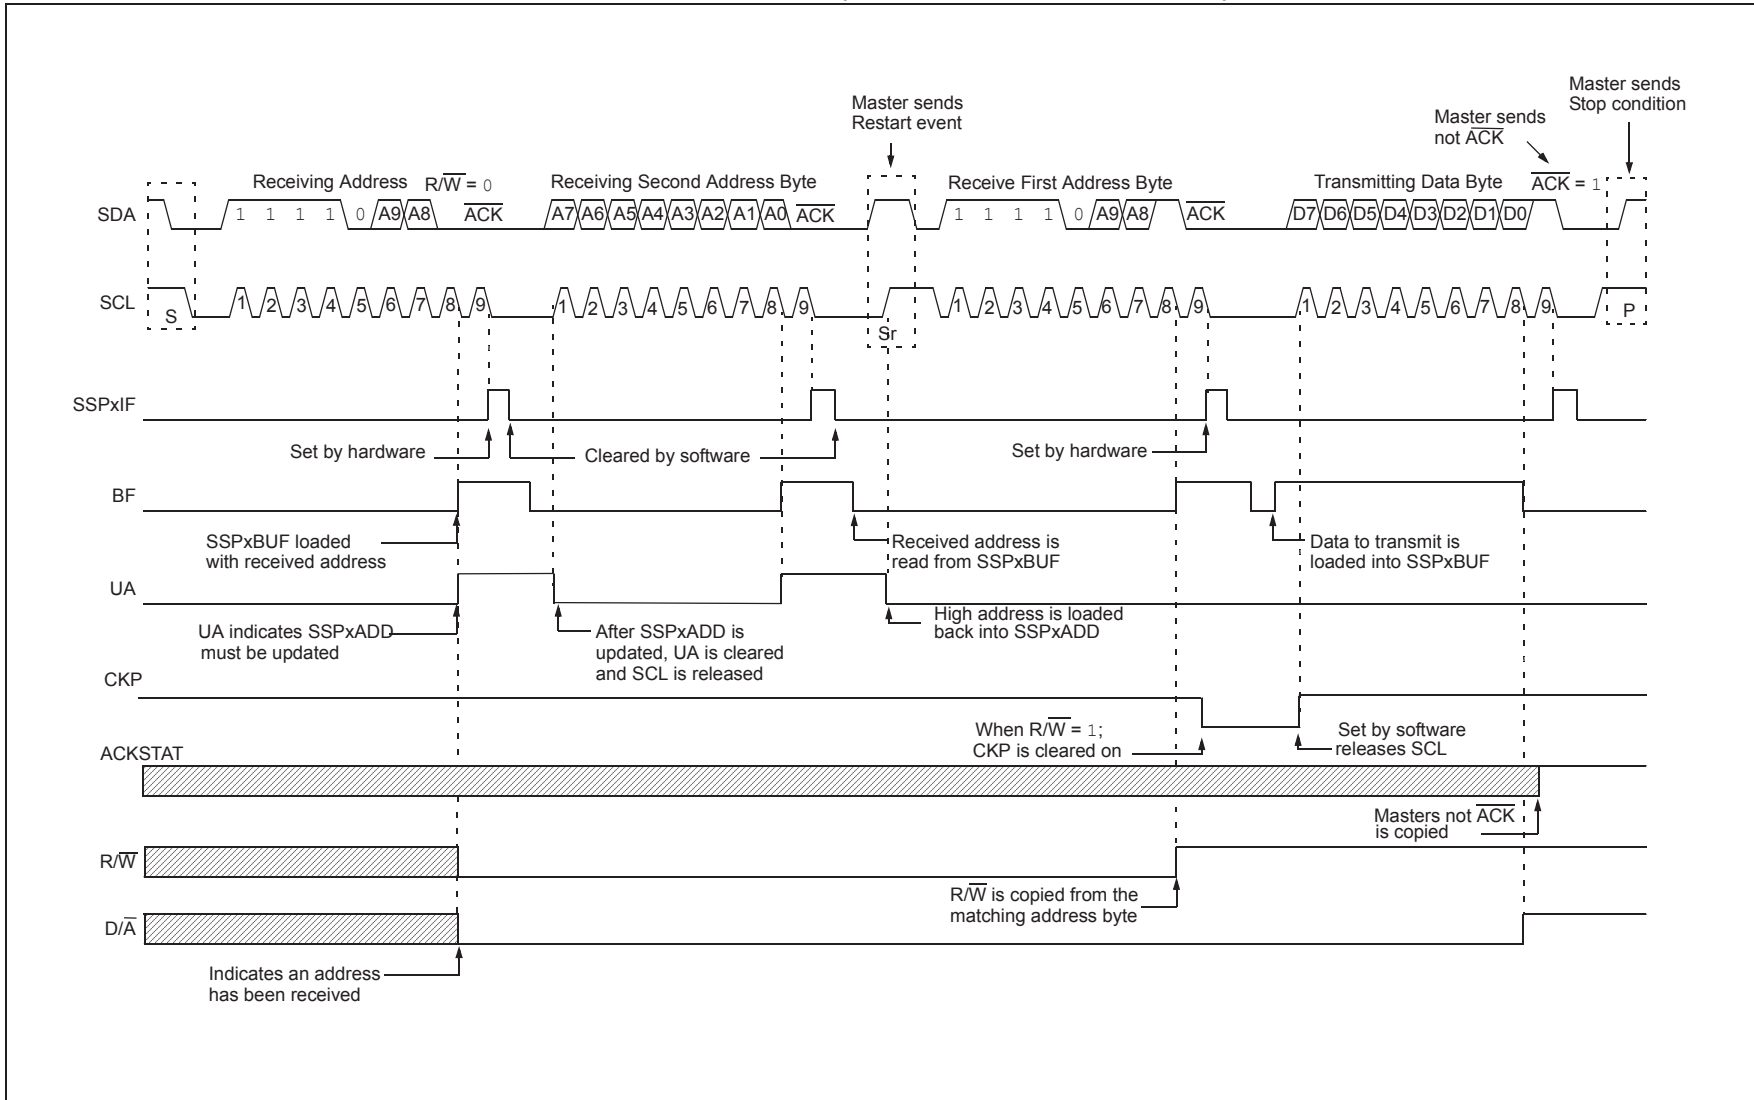 Master sends
Restart event
Master sends
Stop condition
Master sends
not A̅C̅K̅
Receiving Address R/W̅ = 0
Receiving Second Address Byte
Receive First Address Byte
Transmitting Data Byte
A̅C̅K̅ = 1
SDA
1 1 1 1 0 A9 A8 A̅C̅K̅
A7 A6 A5 A4 A3 A2 A1 A0 A̅C̅K̅
1 1 1 1 0 A9 A8 A̅C̅K̅
D7 D6 D5 D4 D3 D2 D1 D0
SCL
S
1 2 3 4 5 6 7 8 9
1 2 3 4 5 6 7 8 9
Sr
1 2 3 4 5 6 7 8 9
1 2 3 4 5 6 7 8 9
P
SSPxIF
Set by hardware
Cleared by software
Set by hardware
BF
SSPxBUF loaded
with received address
Received address is
read from SSPxBUF
Data to transmit is
loaded into SSPxBUF
UA
UA indicates SSPxADD
must be updated
After SSPxADD is
updated, UA is cleared
and SCL is released
High address is loaded
back into SSPxADD
CKP
When R/W̅ = 1;
CKP is cleared on
Set by software
releases SCL
ACKSTAT
Masters not A̅C̅K̅
is copied
R/W̅
R/W̅ is copied from the
matching address byte
D/A̅
Indicates an address
has been received